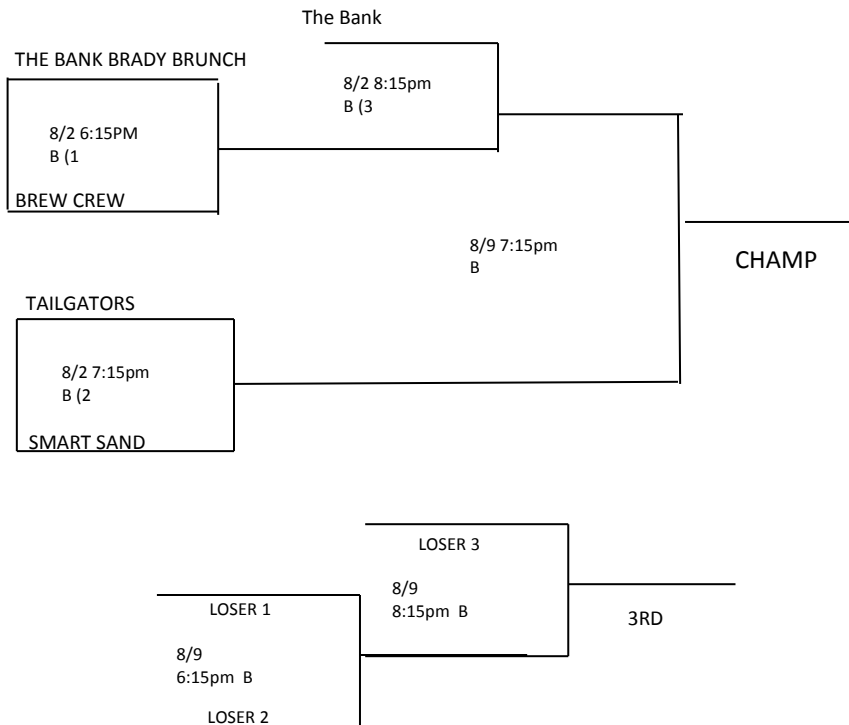 The Bank
THE BANK BRADY BRUNCH
8/2 8:15pm
B (3
8/2 6:15PM
B (1
BREW CREW
8/9 7:15pm
B
CHAMP
TAILGATORS
8/2 7:15pm
B (2
SMART SAND
LOSER 3
8/9
8:15pm B
LOSER 1
3RD
8/9
6:15pm B
LOSER 2